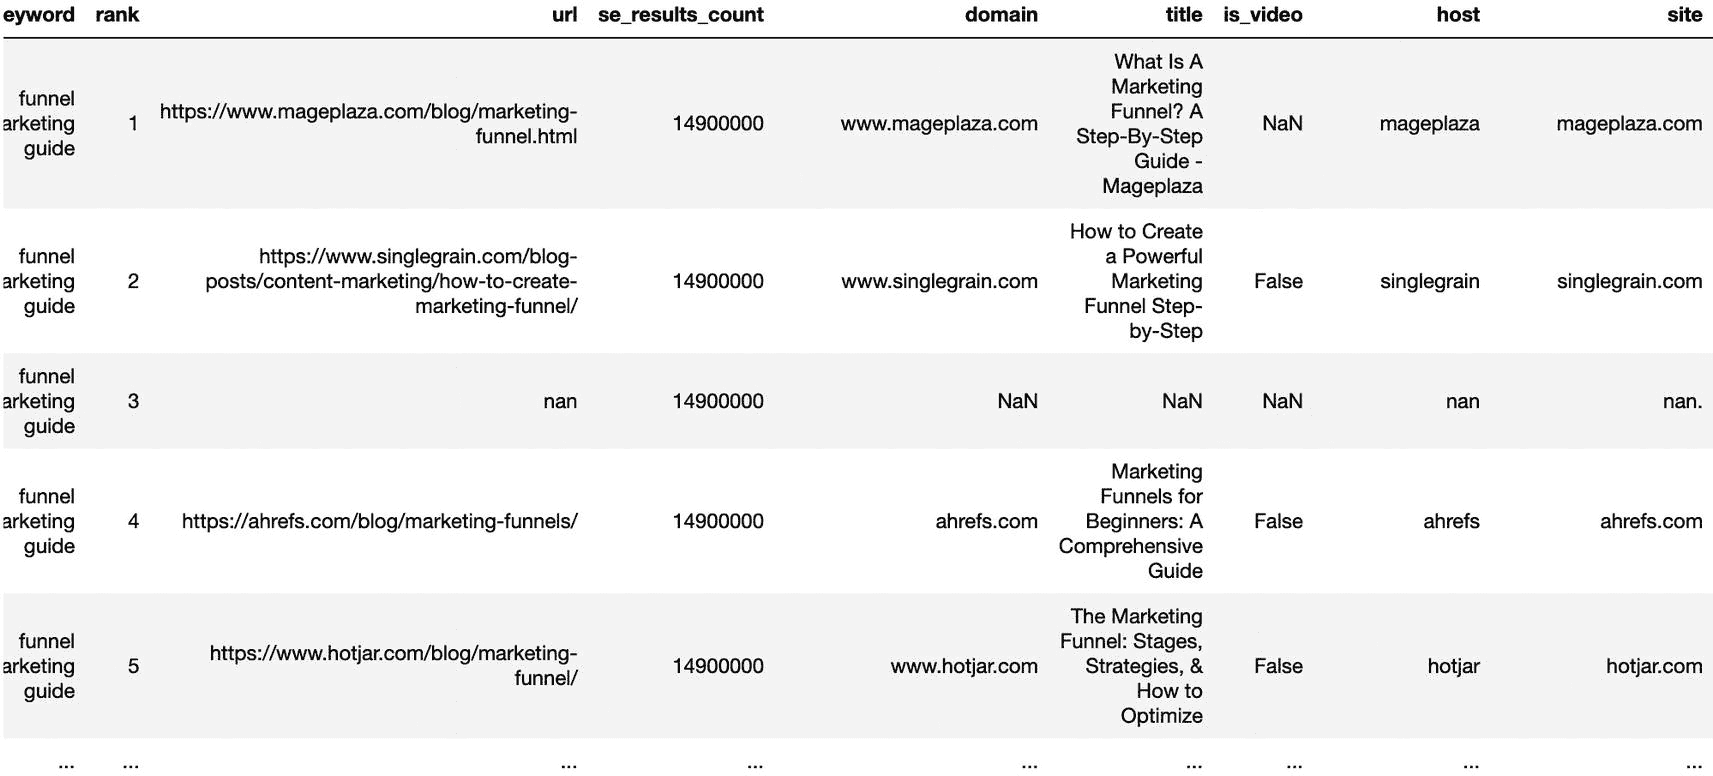 eyword rank url se_results_count domain title is_video host site
funnel
arketing
guide
1
https://www.mageplaza.com/blog/marketing-
funnel.html
14900000
www.mageplaza.com
What Is A
Marketing
Funnel? A
Step-By-Step
Guide -
Mageplaza
NaN
mageplaza
mageplaza.com
funnel
arketing
guide
2
https://www.singlegrain.com/blog-
posts/content-marketing/how-to-create-
marketing-funnel/
14900000
www.singlegrain.com
How to Create
a Powerful
Marketing
Funnel Step-
by-Step
False
singlegrain
singlegrain.com
funnel
arketing
guide
3
nan
14900000
NaN
NaN
NaN
nan
nan.
funnel
arketing
guide
4
https://ahrefs.com/blog/marketing-funnels/
14900000
ahrefs.com
Marketing
Funnels for
Beginners: A
Comprehensive
Guide
False
ahrefs
ahrefs.com
funnel
arketing
guide
5
https://www.hotjar.com/blog/marketing-
funnel/
14900000
www.hotjar.com
The Marketing
Funnel: Stages,
Strategies, &
How to
Optimize
False
hotjar
hotjar.com
... ... ... ... ... ... ... ... ...